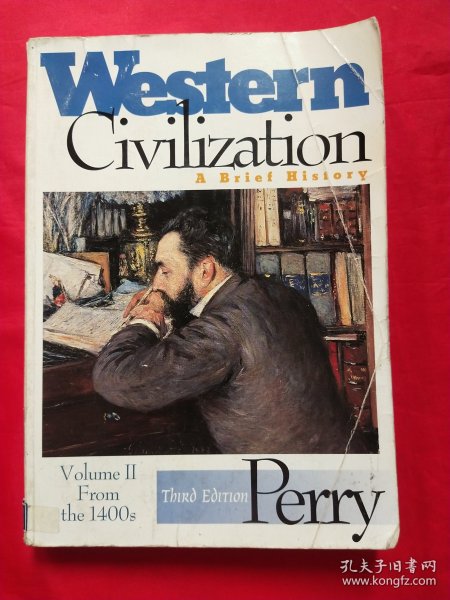 Western
Civilization
A Brief History
Volume II
From
the 1400s
Third Edition
Perry
孔夫子旧书网
www.kongfz.com